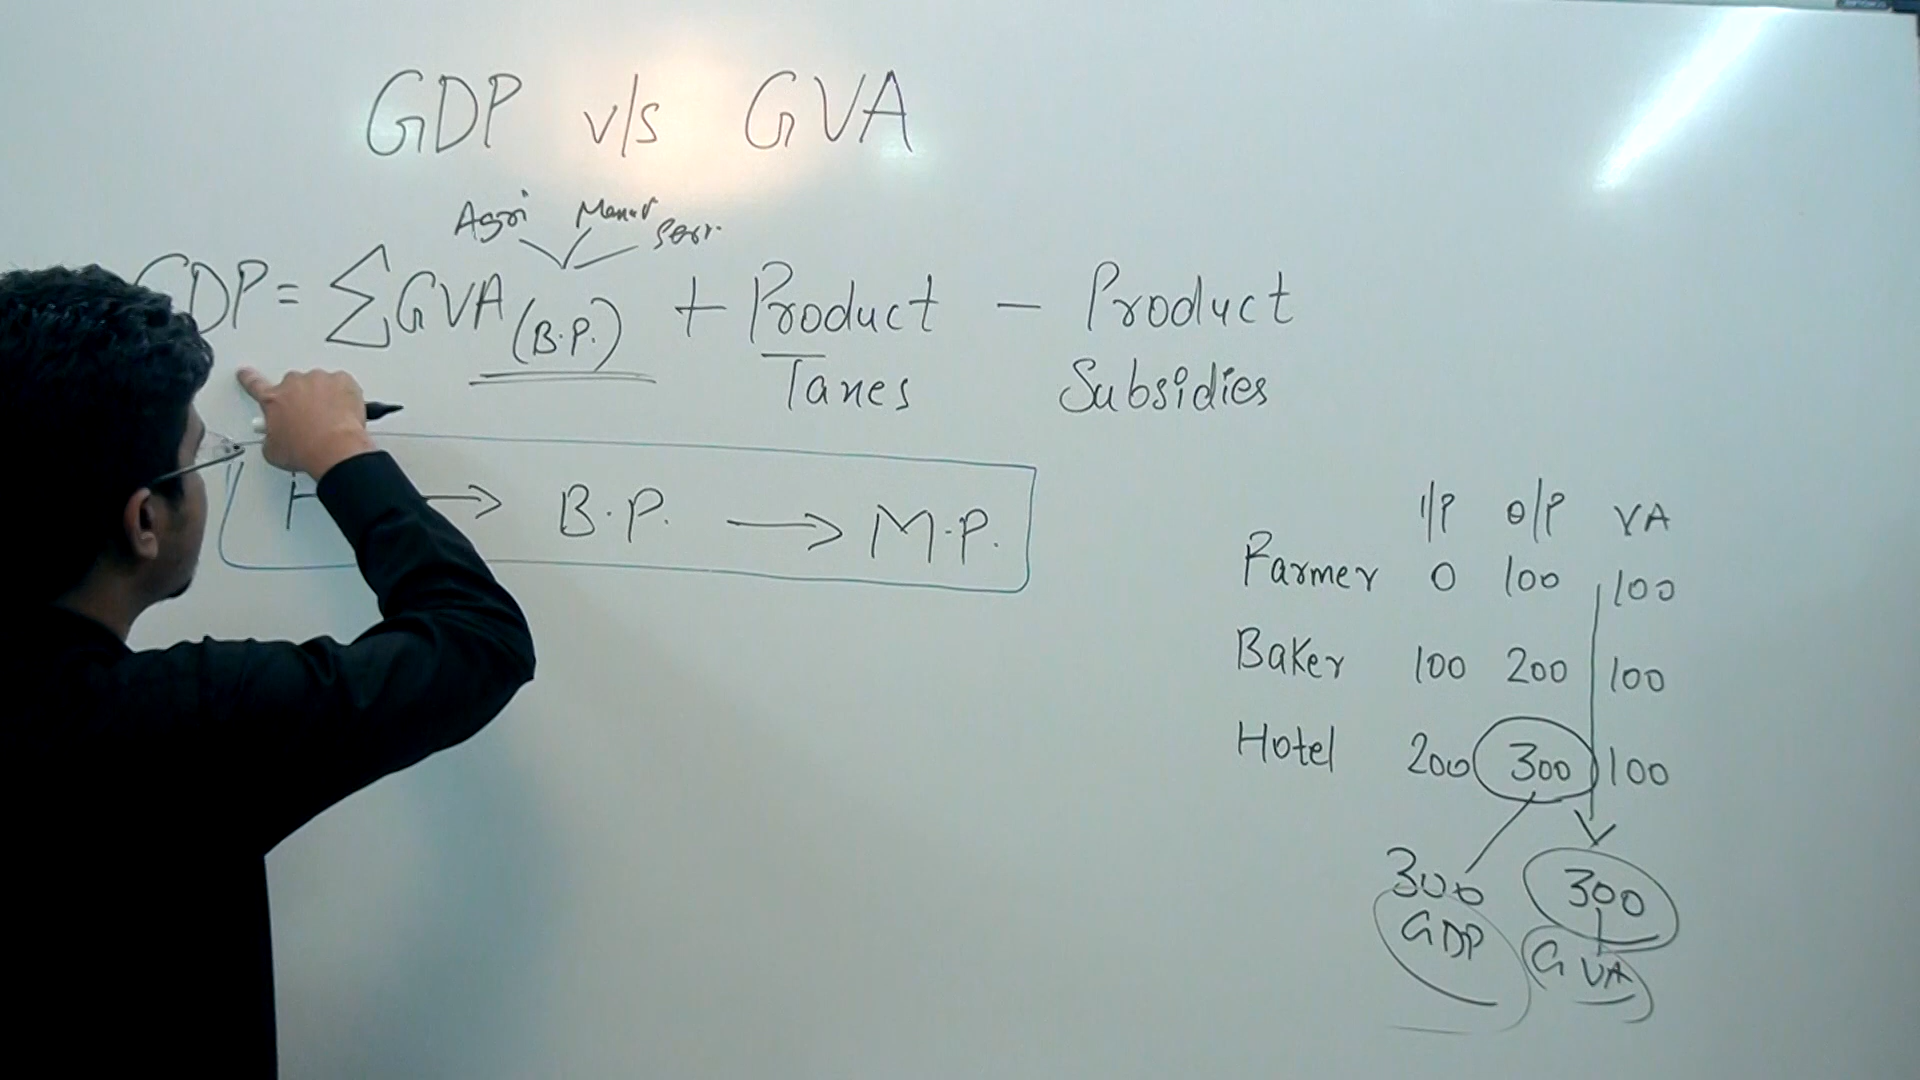 GDP v/s GVA
Agri Manuf Serv.
GDP = ΣGVA(B.P.) + Product Taxes − Product Subsidies
F → B.P. → M.P.
I/P O/P VA
Farmer 0 100 100
Baker 100 200 100
Hotel 200 300 100
300 300
GDP GVA